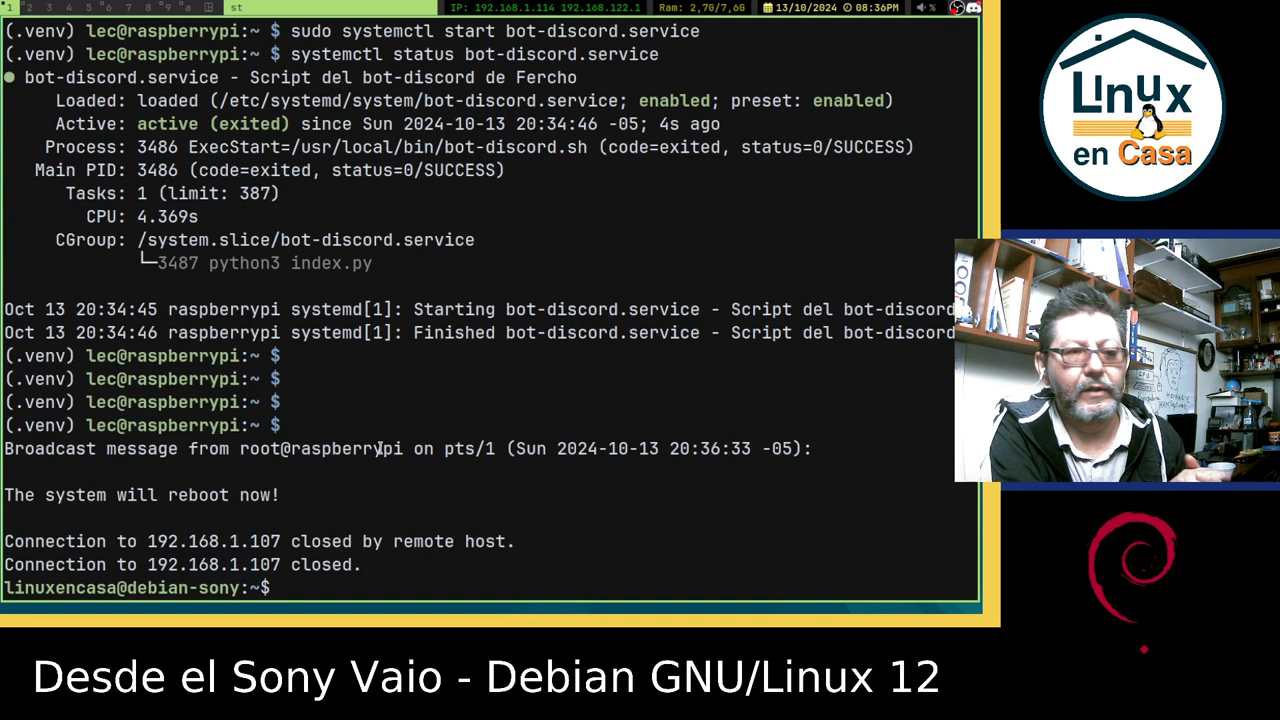 1 2 3 4 5 6 7 8 9 a st IP: 192.168.1.114 192.168.122.1 Ram: 2,7G/7,6G 13/10/2024 08:36PM %
(.venv) lec@raspberrypi:~ $ sudo systemctl start bot-discord.service
(.venv) lec@raspberrypi:~ $ systemctl status bot-discord.service
● bot-discord.service - Script del bot-discord de Fercho
Loaded: loaded (/etc/systemd/system/bot-discord.service; enabled; preset: enabled)
Active: active (exited) since Sun 2024-10-13 20:34:46 -05; 4s ago
Process: 3486 ExecStart=/usr/local/bin/bot-discord.sh (code=exited, status=0/SUCCESS)
Main PID: 3486 (code=exited, status=0/SUCCESS)
Tasks: 1 (limit: 387)
CPU: 4.369s
CGroup: /system.slice/bot-discord.service
└─3487 python3 index.py
Oct 13 20:34:45 raspberrypi systemd[1]: Starting bot-discord.service - Script del bot-discord
Oct 13 20:34:46 raspberrypi systemd[1]: Finished bot-discord.service - Script del bot-discord
(.venv) lec@raspberrypi:~ $
(.venv) lec@raspberrypi:~ $
(.venv) lec@raspberrypi:~ $
(.venv) lec@raspberrypi:~ $
Broadcast message from root@raspberrypi on pts/1 (Sun 2024-10-13 20:36:33 -05):
The system will reboot now!
Connection to 192.168.1.107 closed by remote host.
Connection to 192.168.1.107 closed.
linuxencasa@debian-sony:~$
Linux
en Casa
Desde el Sony Vaio - Debian GNU/Linux 12